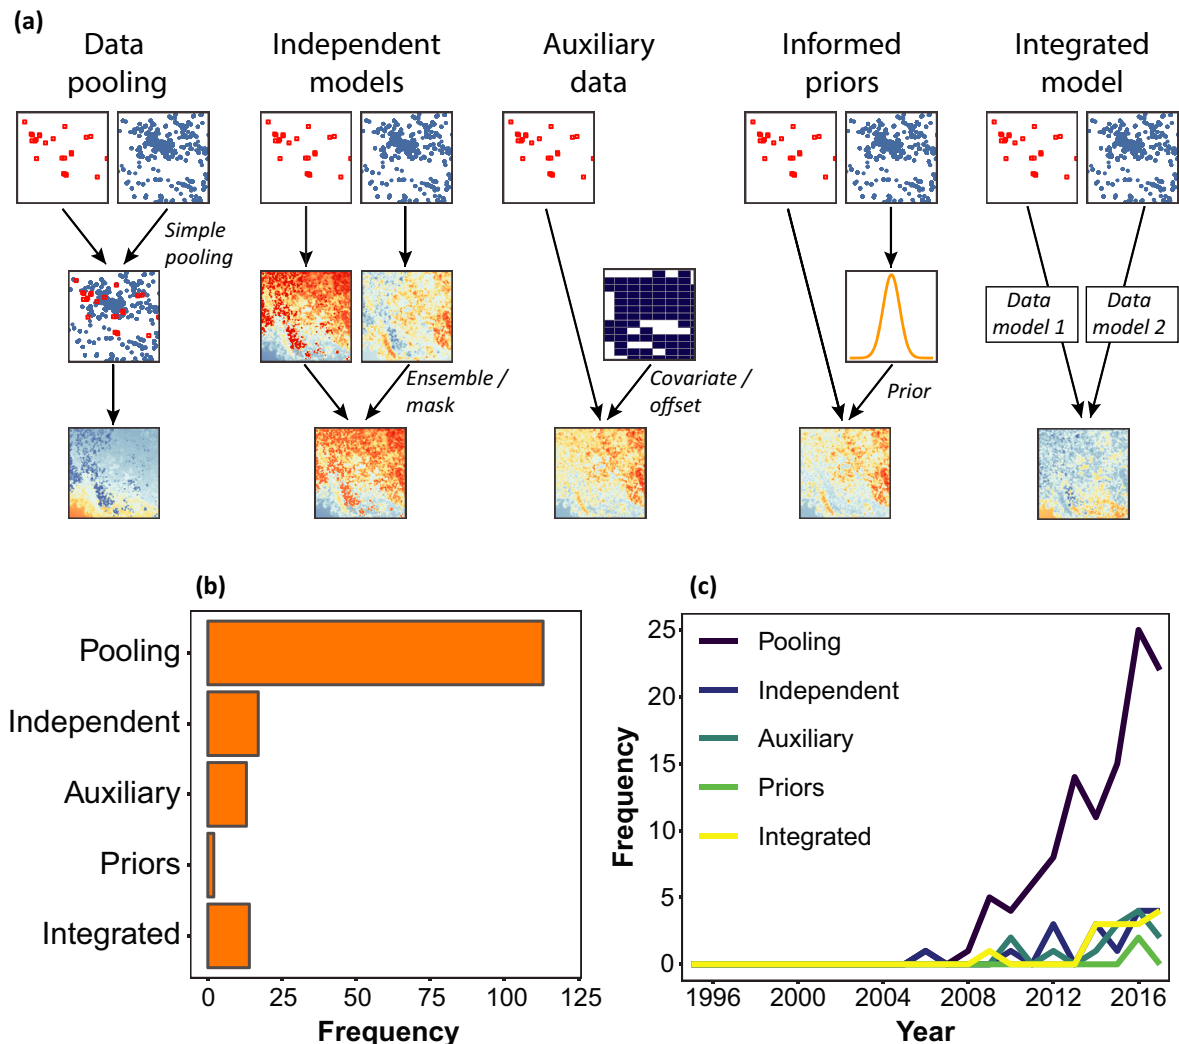 (a)
Data
pooling
Independent
models
Auxiliary
data
Informed
priors
Integrated
model
Simple
pooling
Ensemble /
mask
Covariate /
offset
Prior
Data
model 1
Data
model 2
(b)
Pooling
Independent
Auxiliary
Priors
Integrated
0 25 50 75 100 125
Frequency
(c)
25
20
15
10
5
0
Frequency
Pooling
Independent
Auxiliary
Priors
Integrated
1996 2000 2004 2008 2012 2016
Year